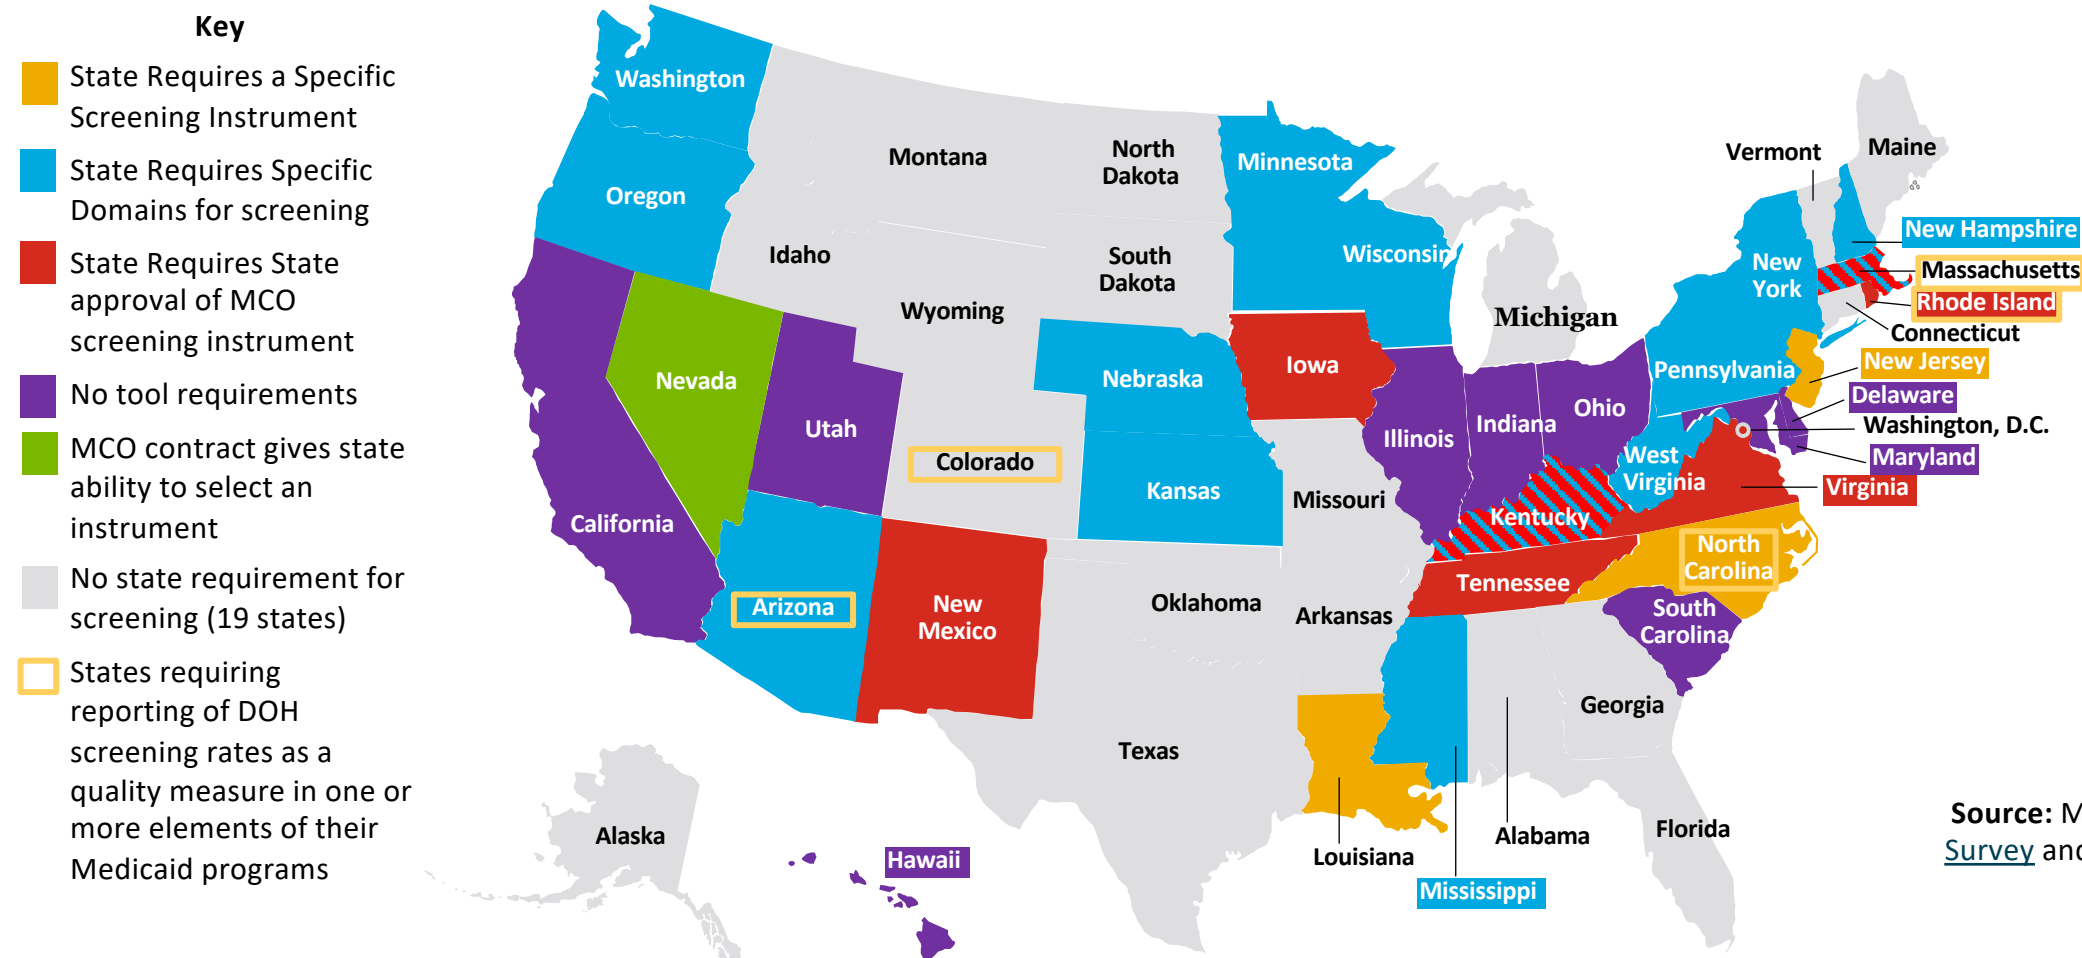 Key
State Requires a Specific
Screening Instrument
State Requires Specific
Domains for screening
State Requires State
approval of MCO
screening instrument
No tool requirements
MCO contract gives state
ability to select an
instrument
No state requirement for
screening (19 states)
States requiring
reporting of DOH
screening rates as a
quality measure in one or
more elements of their
Medicaid programs
Washington
Oregon
California
Nevada
Idaho
Montana
Wyoming
Utah
Colorado
Arizona
New
Mexico
North
Dakota
South
Dakota
Nebraska
Kansas
Oklahoma
Texas
Minnesota
Wisconsin
Iowa
Missouri
Arkansas
Louisiana
Michigan
Illinois
Indiana
Ohio
Kentucky
Tennessee
Mississippi
Alabama
Georgia
Florida
South
Carolina
North
Carolina
West
Virginia
Virginia
Maryland
Washington, D.C.
Delaware
New Jersey
Pennsylvania
New
York
Connecticut
Rhode Island
Massachusetts
New Hampshire
Vermont
Maine
Alaska
Hawaii
Source: M
Survey and